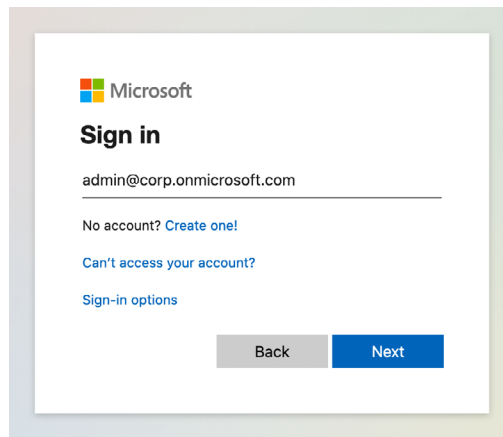 Microsoft
Sign in
admin@corp.onmicrosoft.com
No account? Create one!
Can't access your account?
Sign-in options
Back
Next